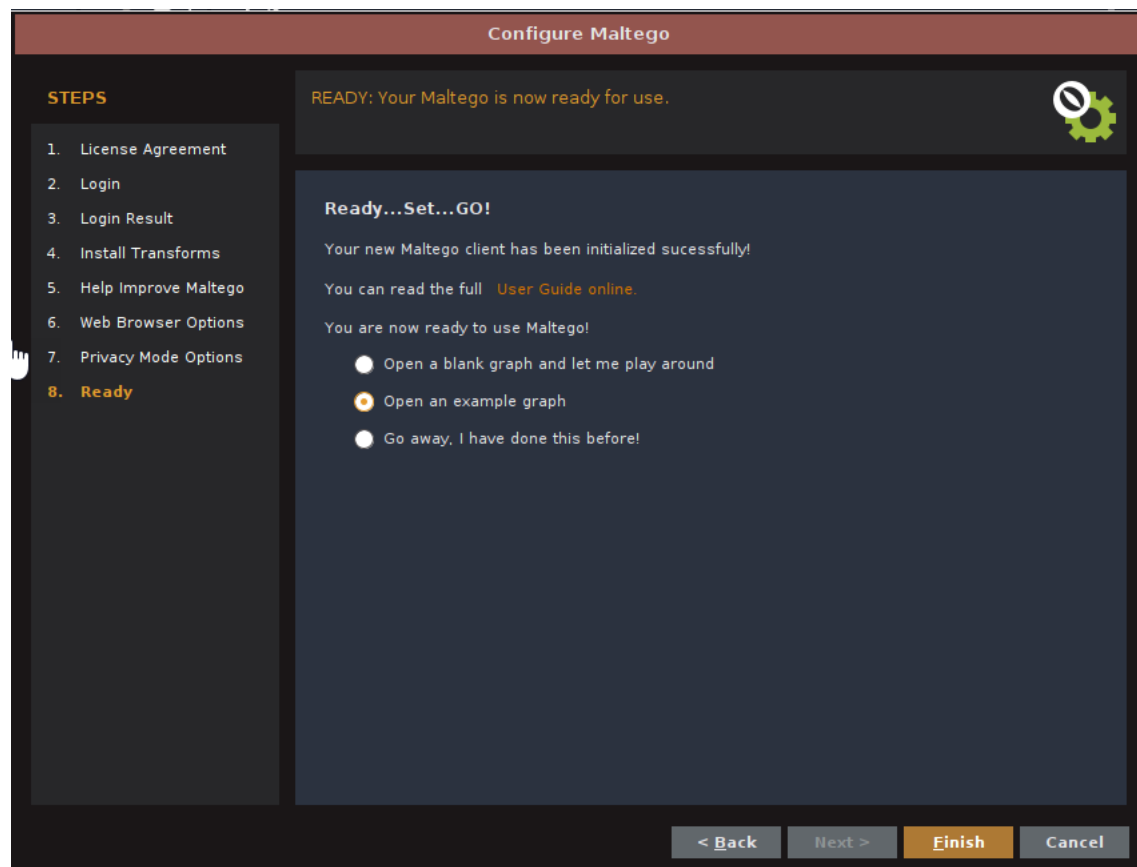 Configure Maltego
STEPS
1. License Agreement
2. Login
3. Login Result
4. Install Transforms
5. Help Improve Maltego
6. Web Browser Options
7. Privacy Mode Options
8. Ready
READY: Your Maltego is now ready for use.
Ready...Set...GO!
Your new Maltego client has been initialized sucessfully!
You can read the full User Guide online.
You are now ready to use Maltego!
Open a blank graph and let me play around
Open an example graph
Go away, I have done this before!
< Back Next > Finish Cancel